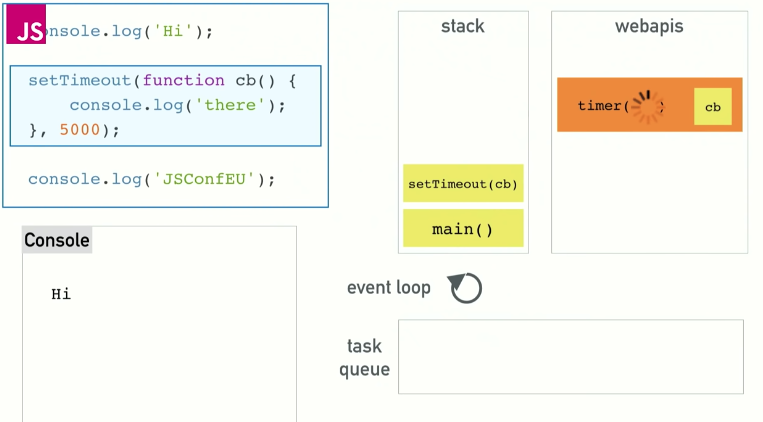 JS
console.log('Hi');
setTimeout(function cb() {
console.log('there');
}, 5000);
console.log('JSConfEU');
Console
Hi
stack
setTimeout(cb)
main()
webapis
timer( )
cb
event loop
task
queue